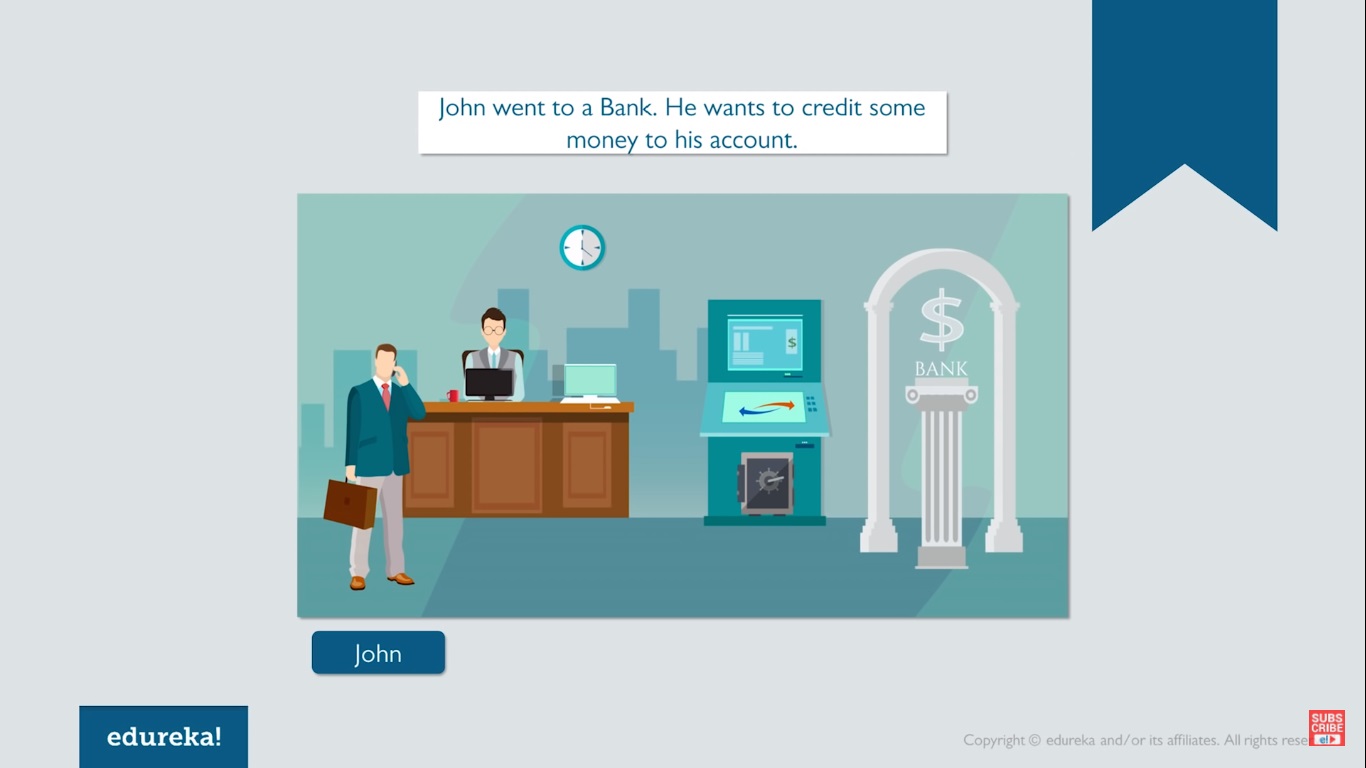 John went to a Bank. He wants to credit some
money to his account.
$
$
BANK
John
edureka!
Copyright © edureka and/or its affiliates. All rights rese
SUBS
CRIBE
e!